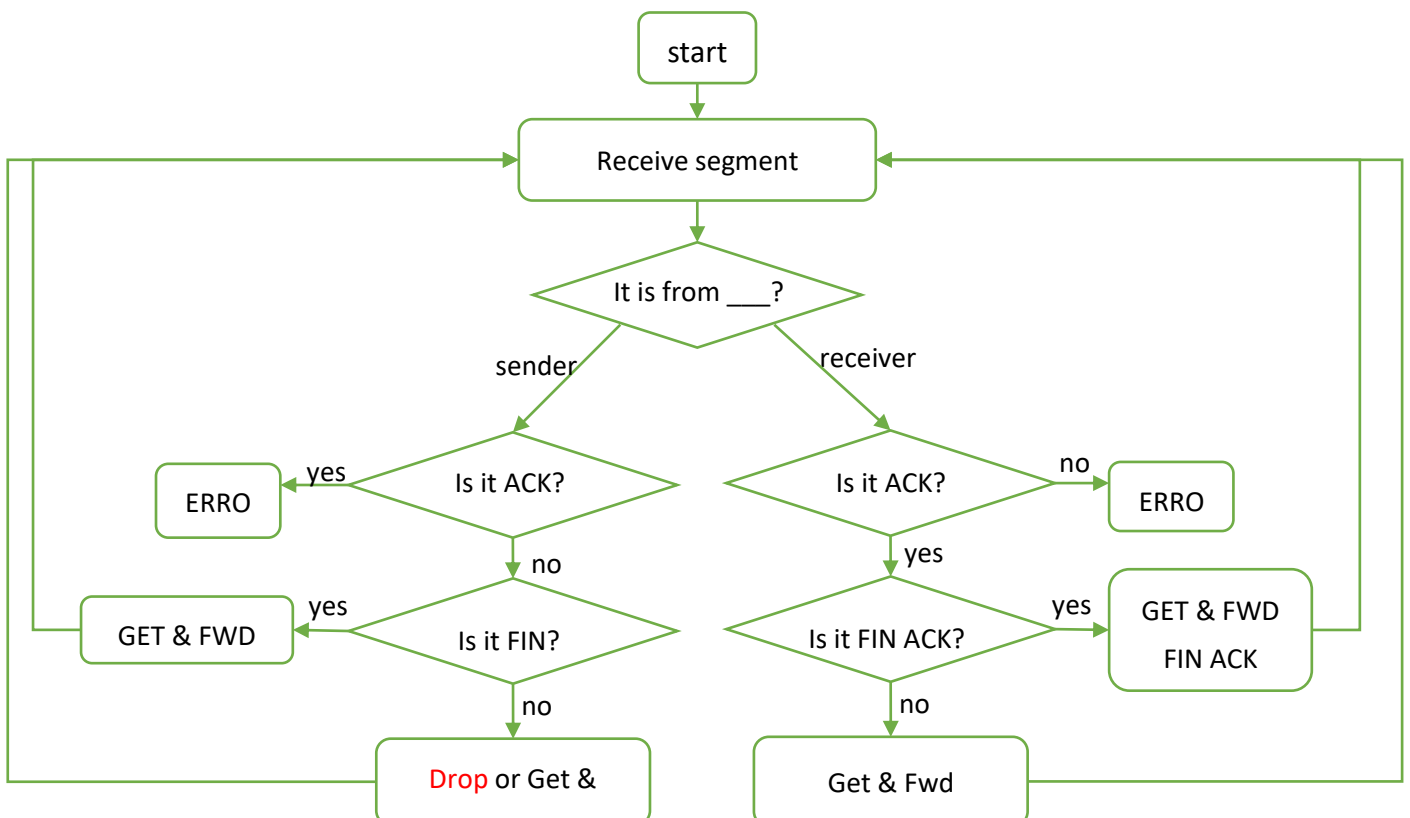 start
Receive segment
It is from ___?
sender
receiver
Is it ACK?
yes
ERRO
no
Is it ACK?
no
ERRO
yes
Is it FIN?
yes
GET & FWD
no
Is it FIN ACK?
yes
GET & FWD
FIN ACK
no
Drop or Get &
Get & Fwd